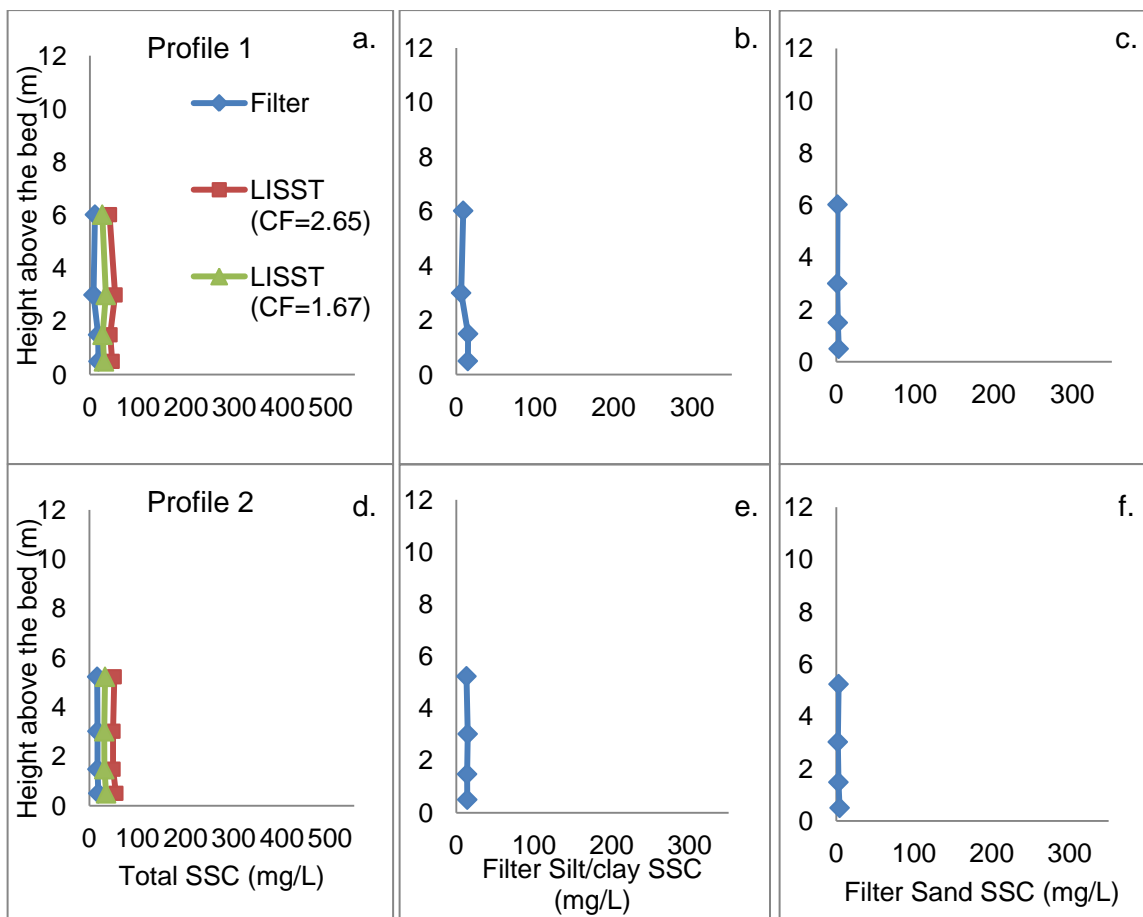 Profile 1
a.
Height above the bed (m)
12
10
8
6
4
2
0
Filter
LISST
(CF=2.65)
LISST
(CF=1.67)
0 100 200 300 400 500
b.
12
10
8
6
4
2
0
0 100 200 300
c.
12
10
8
6
4
2
0
0 100 200 300
Profile 2
d.
Height above the bed (m)
12
10
8
6
4
2
0
0 100 200 300 400 500
Total SSC (mg/L)
e.
12
10
8
6
4
2
0
0 100 200 300
Filter Silt/clay SSC
(mg/L)
f.
12
10
8
6
4
2
0
0 100 200 300
Filter Sand SSC (mg/L)